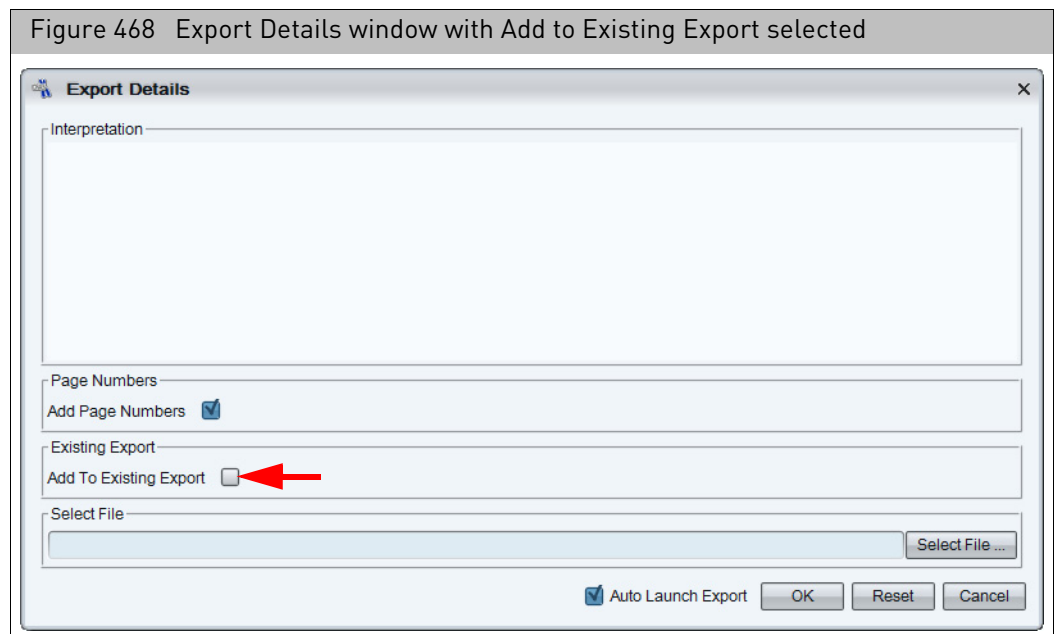 Figure 468 Export Details window with Add to Existing Export selected
Export Details
Interpretation
Page Numbers
Add Page Numbers
Existing Export
Add To Existing Export
Select File
Select File ...
Auto Launch Export OK Reset Cancel